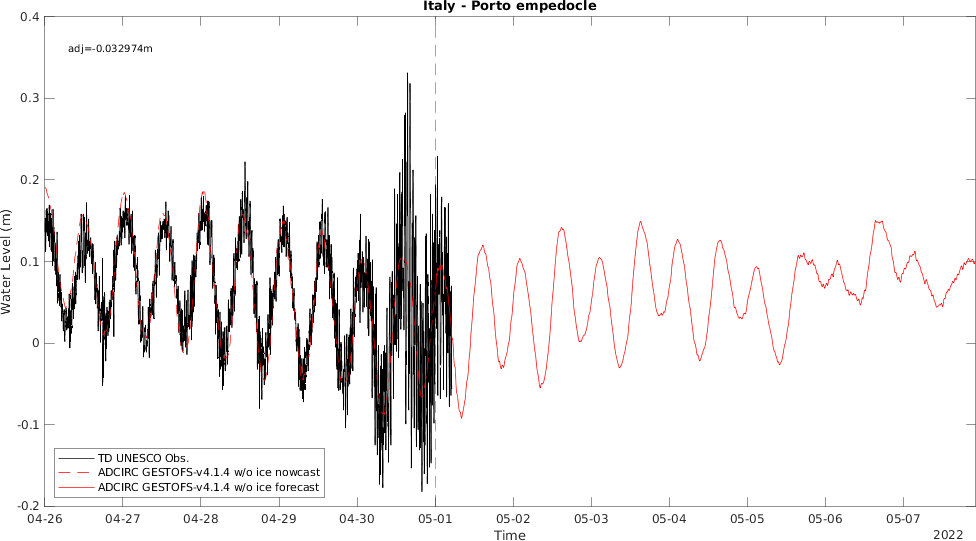 Italy - Porto empedocle
0.4
adj=-0.032974m
0.3
0.2
0.1
0
-0.1
-0.2
Water Level (m)
TD UNESCO Obs.
ADCIRC GESTOFS-v4.1.4 w/o ice nowcast
ADCIRC GESTOFS-v4.1.4 w/o ice forecast
04-26 04-27 04-28 04-29 04-30 05-01 05-02 05-03 05-04 05-05 05-06 05-07
Time
2022